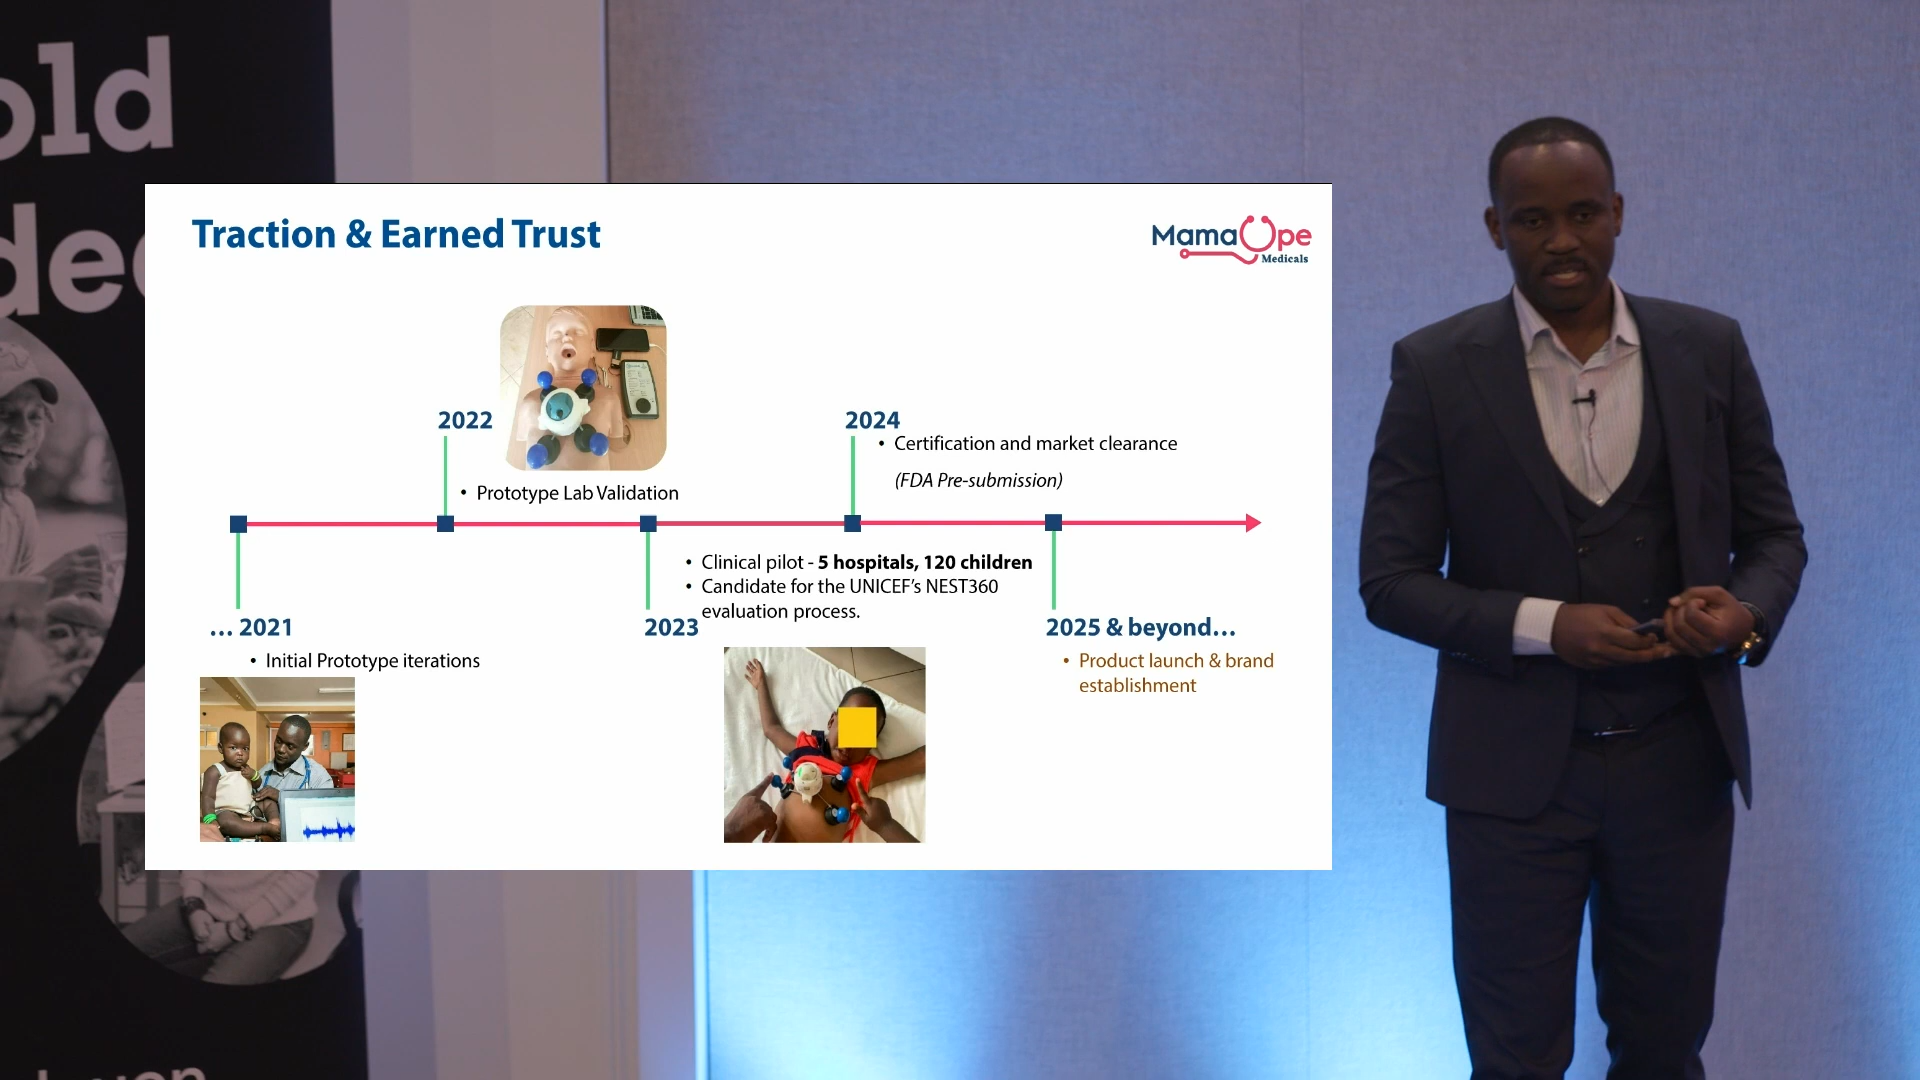 old
Traction & Earned Trust
MamaOpe
Medicals
2022
2024
• Certification and market clearance
(FDA Pre-submission)
• Prototype Lab Validation
• Clinical pilot - 5 hospitals, 120 children
• Candidate for the UNICEF's NEST360
evaluation process.
... 2021
2023
2025 & beyond...
• Initial Prototype iterations
• Product launch & brand
establishment